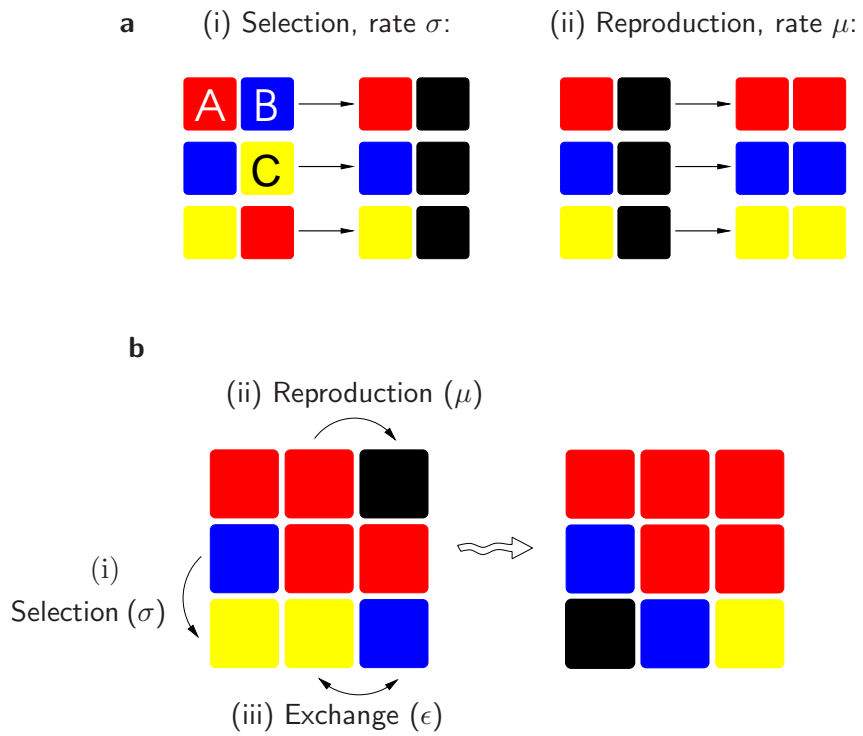 a (i) Selection, rate σ: (ii) Reproduction, rate μ:
A B
C
b
(ii) Reproduction (μ)
(i)
Selection (σ)
(iii) Exchange (ϵ)